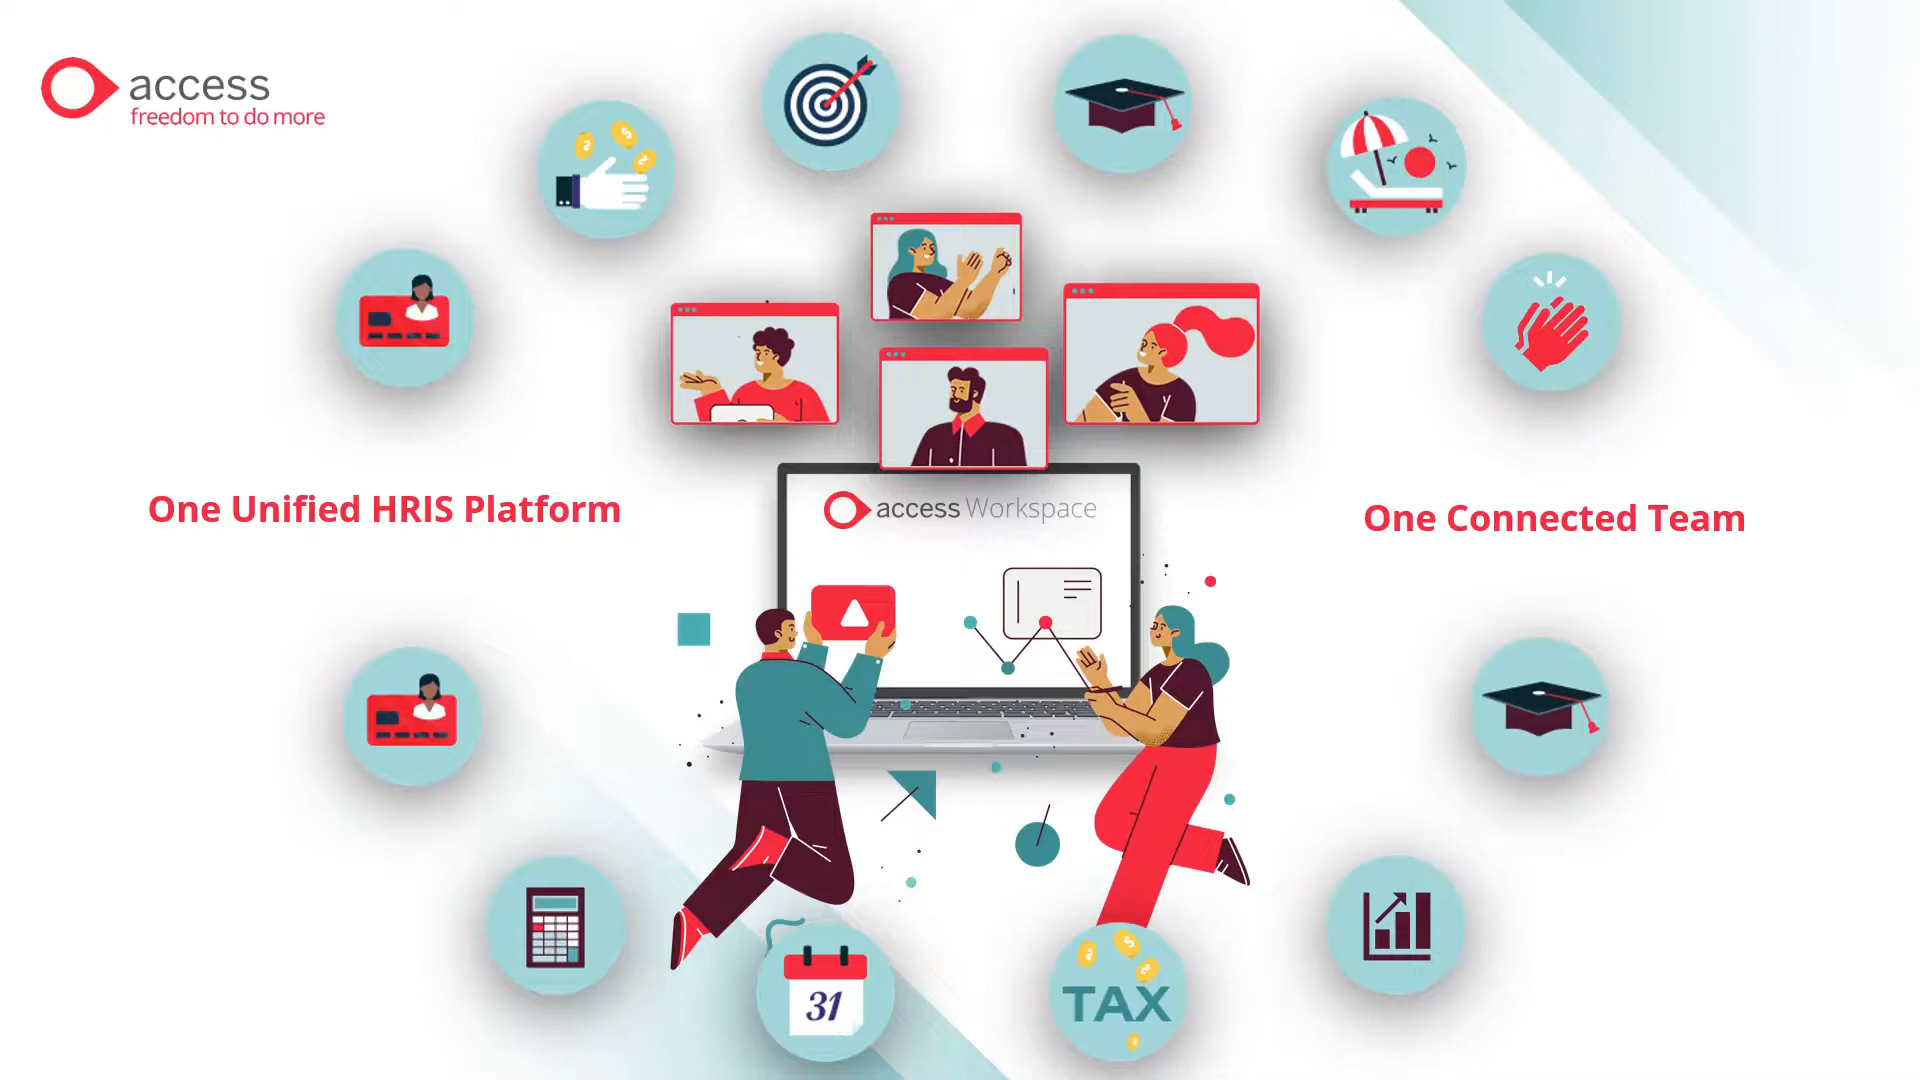 access
freedom to do more
One Unified HRIS Platform
access Workspace
One Connected Team
31
TAX